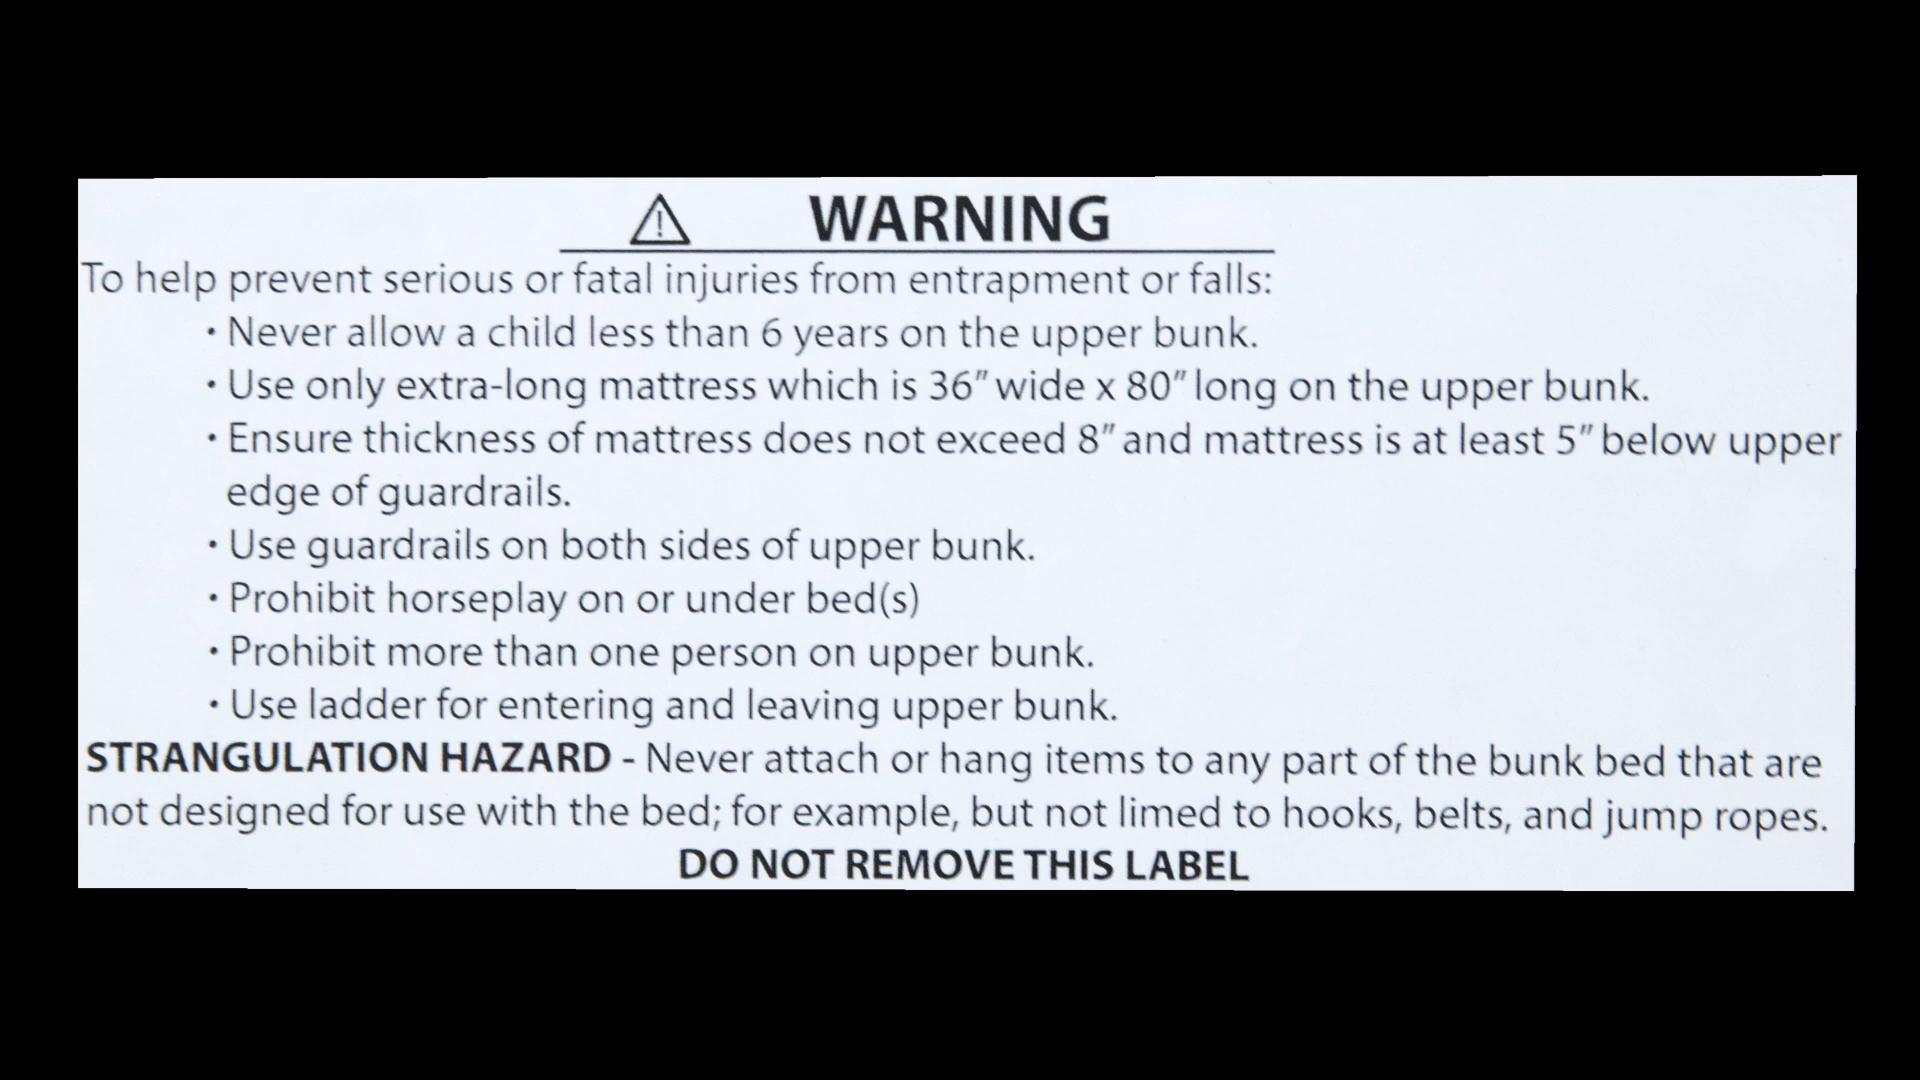 WARNING
To help prevent serious or fatal injuries from entrapment or falls:
• Never allow a child less than 6 years on the upper bunk.
• Use only extra-long mattress which is 36" wide x 80" long on the upper bunk.
• Ensure thickness of mattress does not exceed 8" and mattress is at least 5" below upper
edge of guardrails.
• Use guardrails on both sides of upper bunk.
• Prohibit horseplay on or under bed(s)
• Prohibit more than one person on upper bunk.
• Use ladder for entering and leaving upper bunk.
STRANGULATION HAZARD - Never attach or hang items to any part of the bunk bed that are
not designed for use with the bed; for example, but not limed to hooks, belts, and jump ropes.
DO NOT REMOVE THIS LABEL